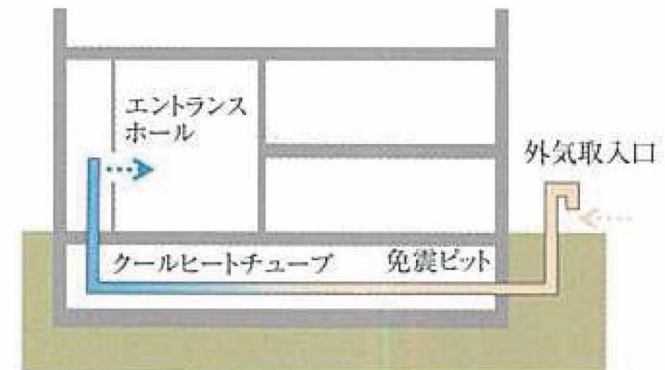 エントランス
ホール
外気取入口
クールヒートチューブ
免震ピット